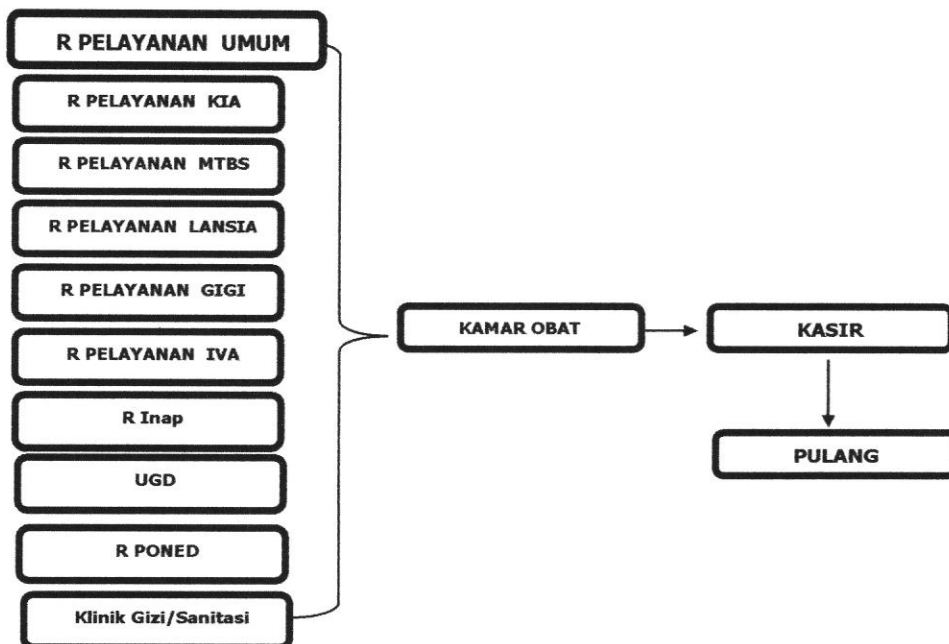 R PELAYANAN UMUM
R PELAYANAN KIA
R PELAYANAN MTBS
R PELAYANAN LANSIA
R PELAYANAN GIGI
R PELAYANAN IVA
R Inap
UGD
R PONED
Klinik Gizi/Sanitasi
KAMAR OBAT
KASIR
PULANG